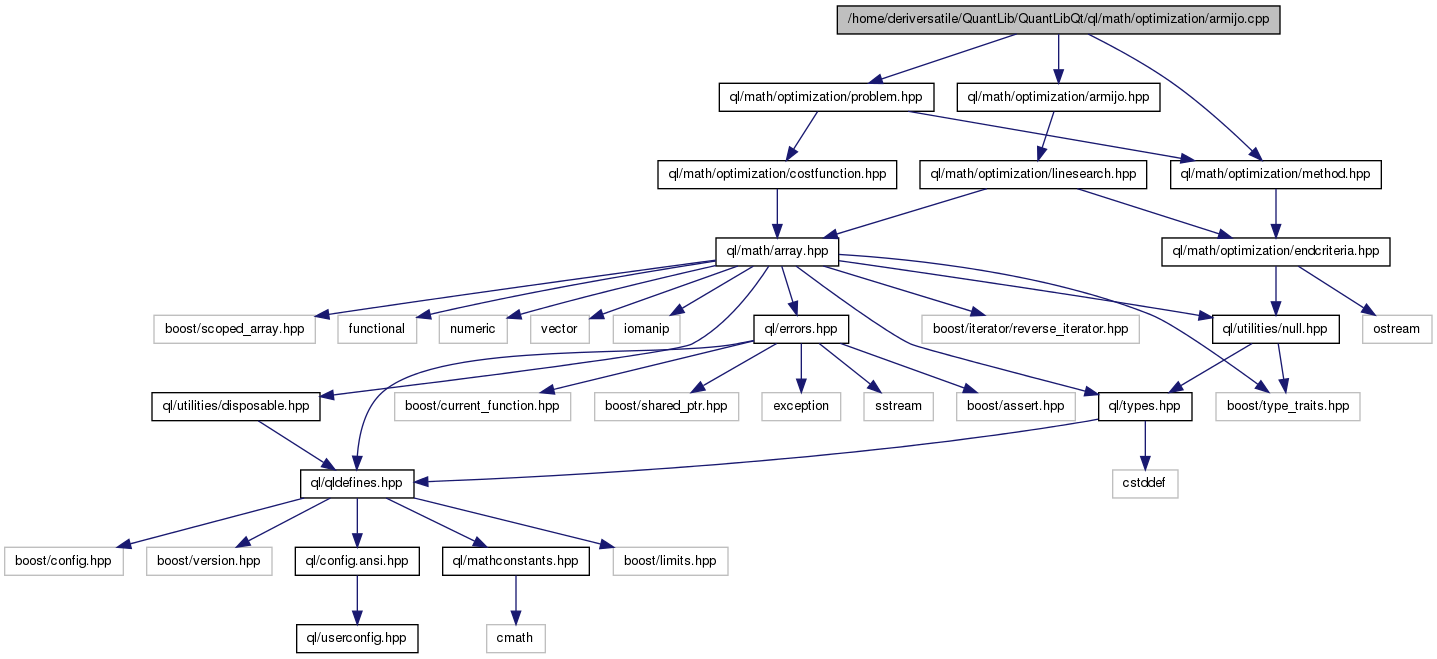 /home/deriversatile/QuantLib/QuantLibQt/ql/math/optimization/armijo.cpp
ql/math/optimization/problem.hpp
ql/math/optimization/armijo.hpp
ql/math/optimization/costfunction.hpp
ql/math/optimization/linesearch.hpp
ql/math/optimization/method.hpp
ql/math/array.hpp
ql/math/optimization/endcriteria.hpp
boost/scoped_array.hpp
functional
numeric
vector
iomanip
ql/errors.hpp
boost/iterator/reverse_iterator.hpp
ql/utilities/null.hpp
ostream
ql/utilities/disposable.hpp
boost/current_function.hpp
boost/shared_ptr.hpp
exception
sstream
boost/assert.hpp
ql/types.hpp
boost/type_traits.hpp
ql/qldefines.hpp
cstddef
boost/config.hpp
boost/version.hpp
ql/config.ansi.hpp
ql/mathconstants.hpp
boost/limits.hpp
ql/userconfig.hpp
cmath